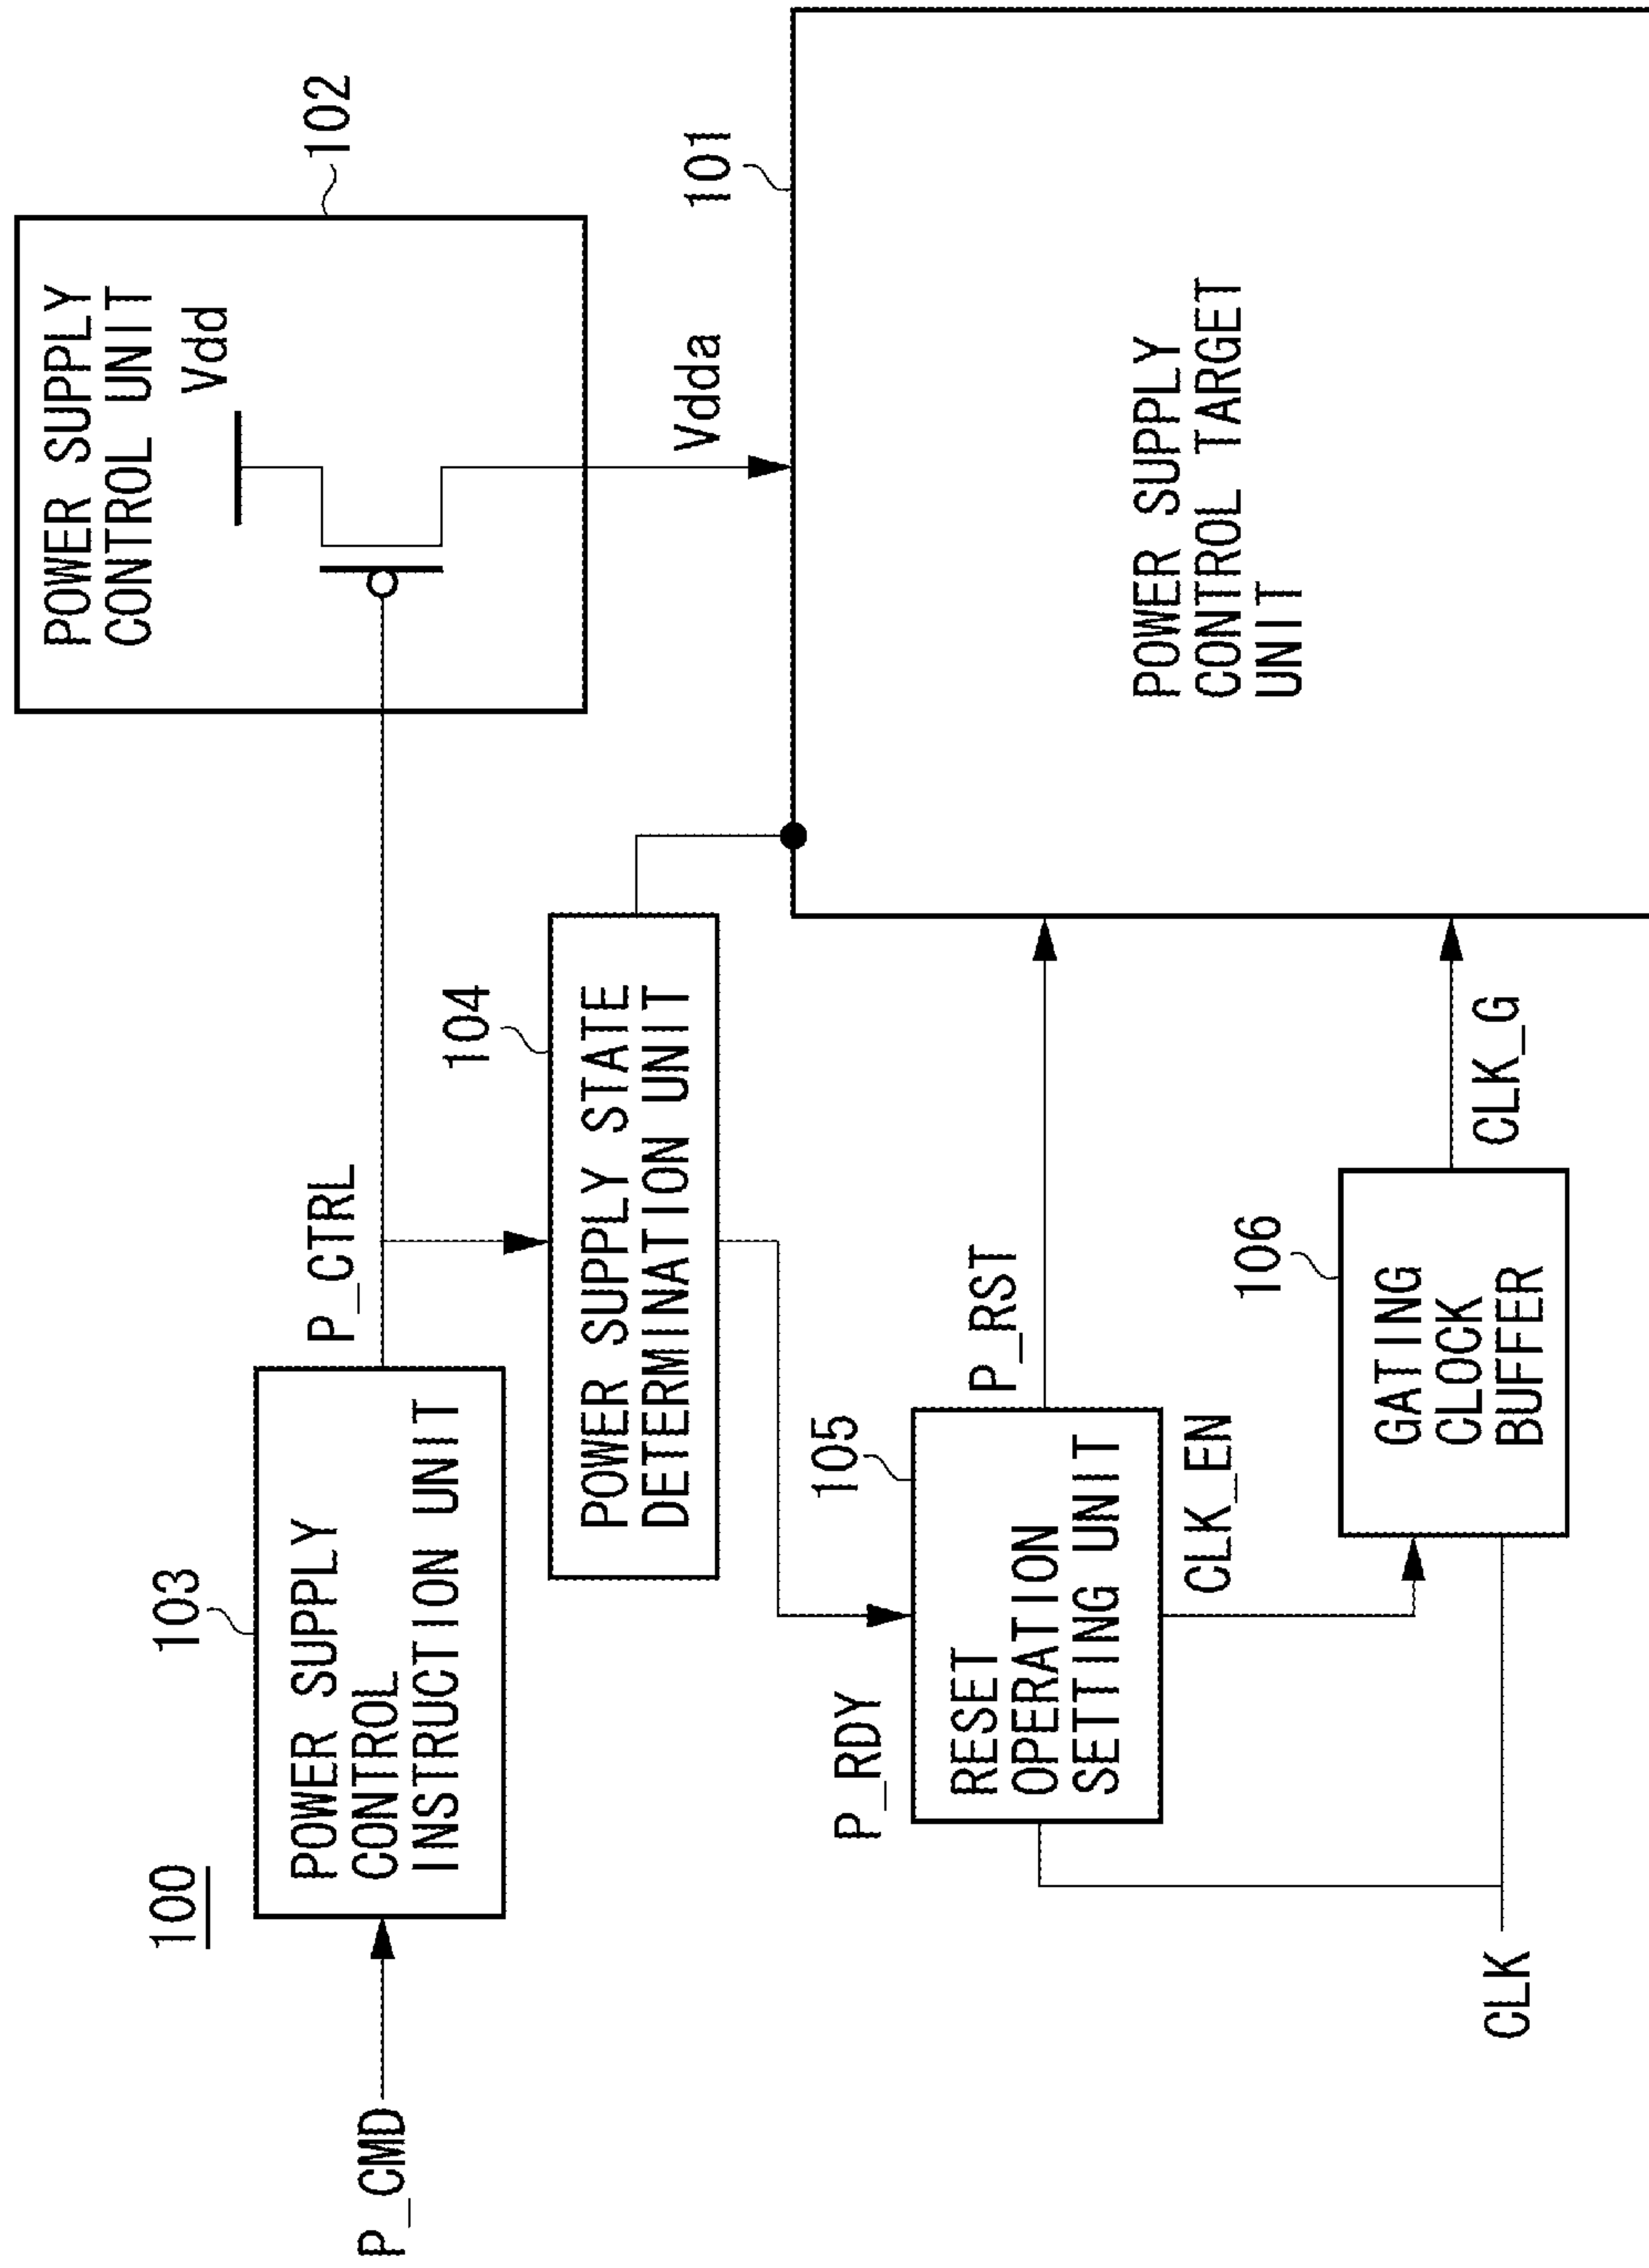 100
P_CMD
103
POWER SUPPLY
CONTROL
INSTRUCTION UNIT
P_CTRL
POWER SUPPLY
CONTROL UNIT
Vdd
102
Vdda
104
POWER SUPPLY STATE
DETERMINATION UNIT
101
POWER SUPPLY
CONTROL TARGET
UNIT
P_RDY
105
RESET
OPERATION
SETTING UNIT
P_RST
CLK_EN
106
GATING
CLOCK
BUFFER
CLK_G
CLK